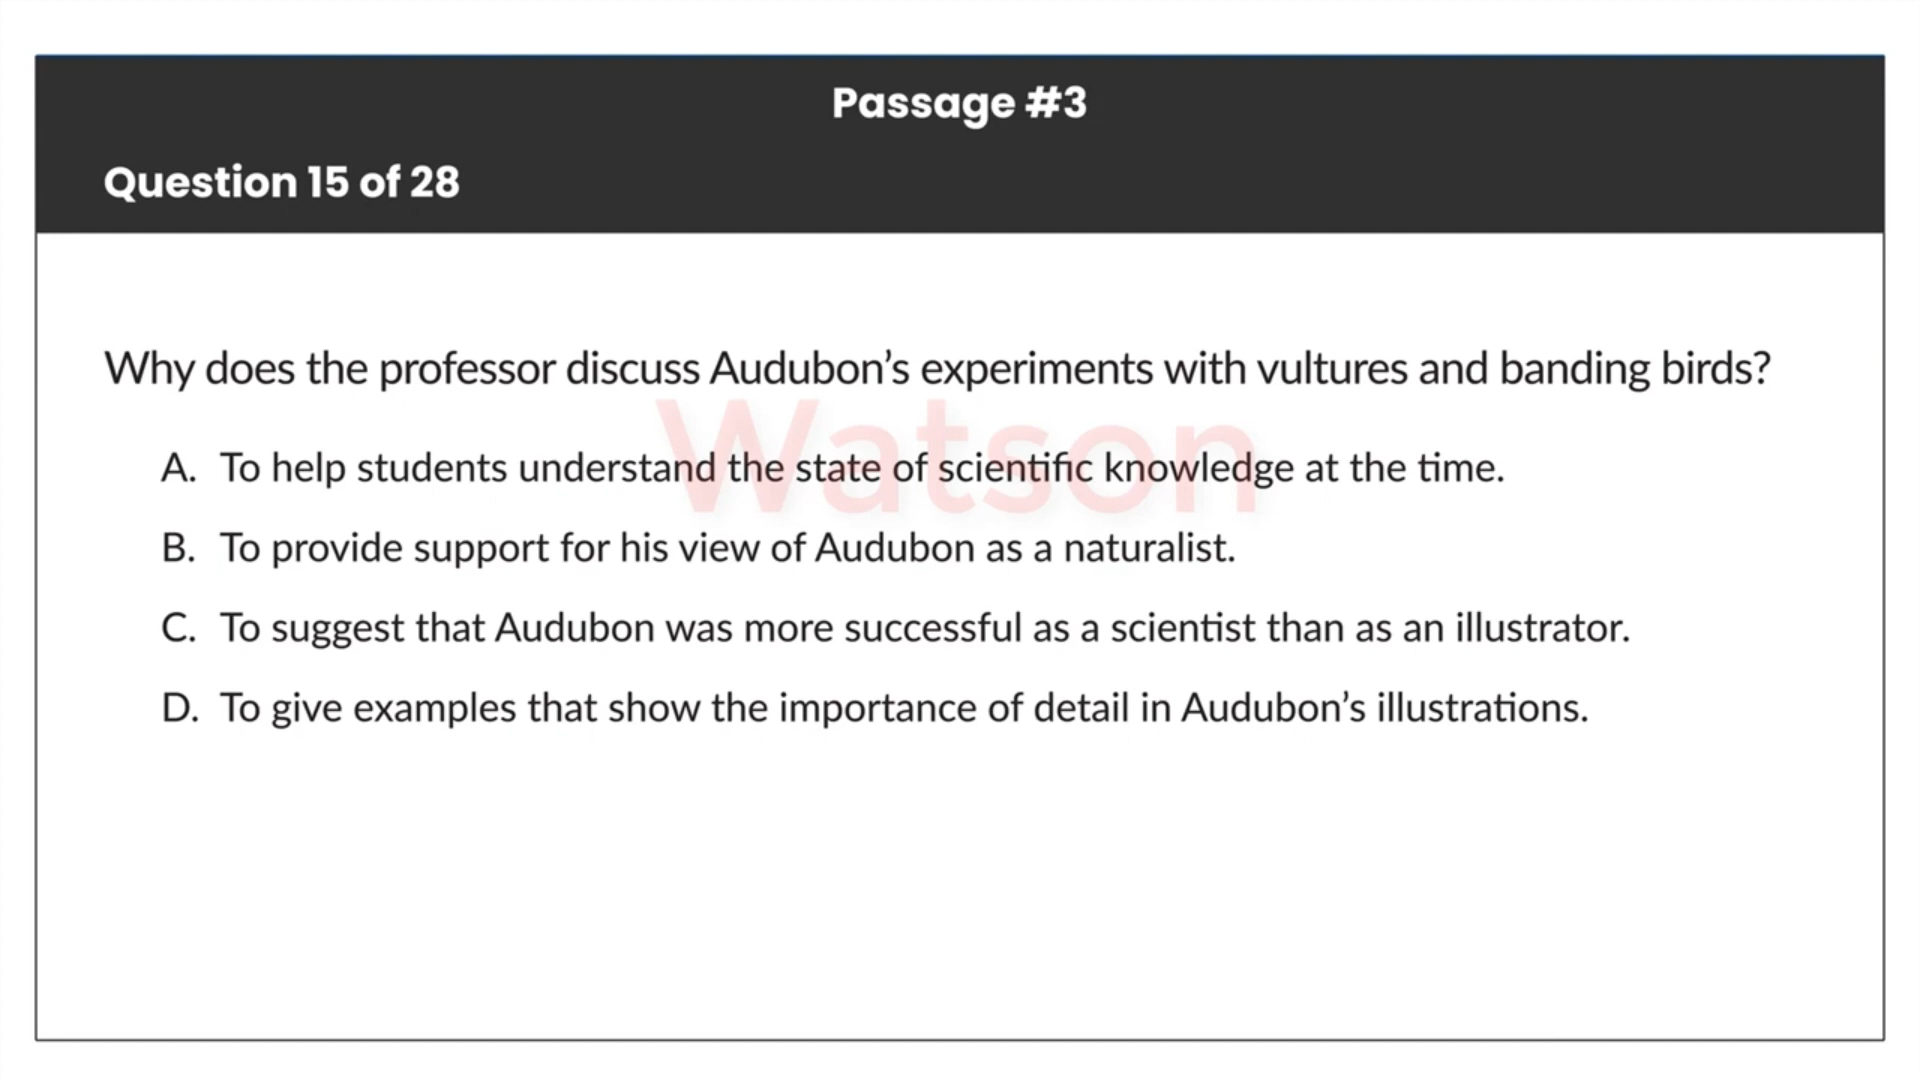 Passage #3
Question 15 of 28
Why does the professor discuss Audubon’s experiments with vultures and banding birds?
Watson
A. To help students understand the state of scientific knowledge at the time.
B. To provide support for his view of Audubon as a naturalist.
C. To suggest that Audubon was more successful as a scientist than as an illustrator.
D. To give examples that show the importance of detail in Audubon’s illustrations.